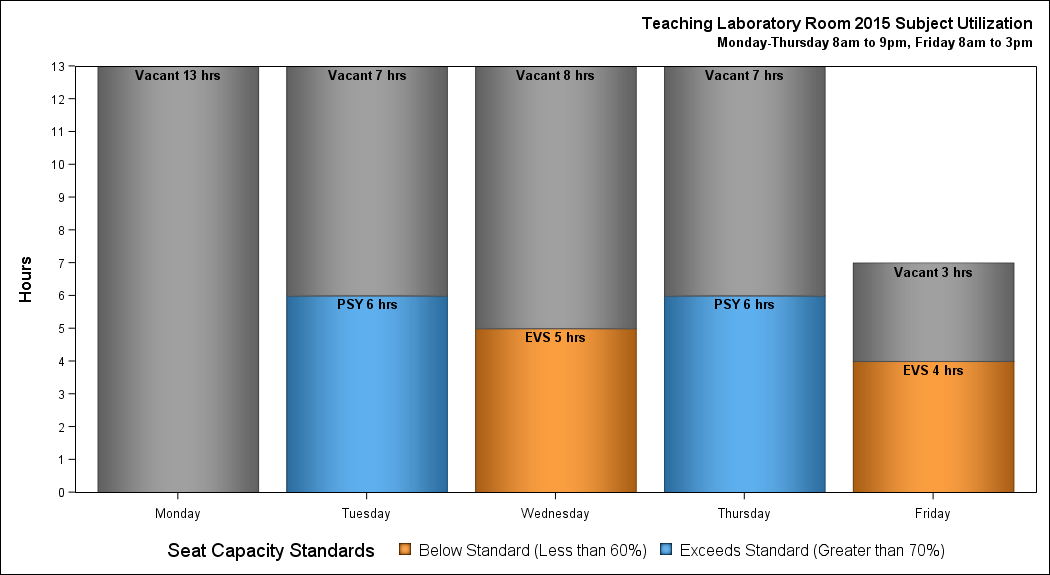 Teaching Laboratory Room 2015 Subject Utilization
Monday-Thursday 8am to 9pm, Friday 8am to 3pm
Hours
13
12
11
10
9
8
7
6
5
4
3
2
1
0
Vacant 13 hrs
Vacant 7 hrs
Vacant 8 hrs
Vacant 7 hrs
Vacant 3 hrs
PSY 6 hrs
EVS 5 hrs
PSY 6 hrs
EVS 4 hrs
Monday
Tuesday
Wednesday
Thursday
Friday
Seat Capacity Standards
Below Standard (Less than 60%)
Exceeds Standard (Greater than 70%)